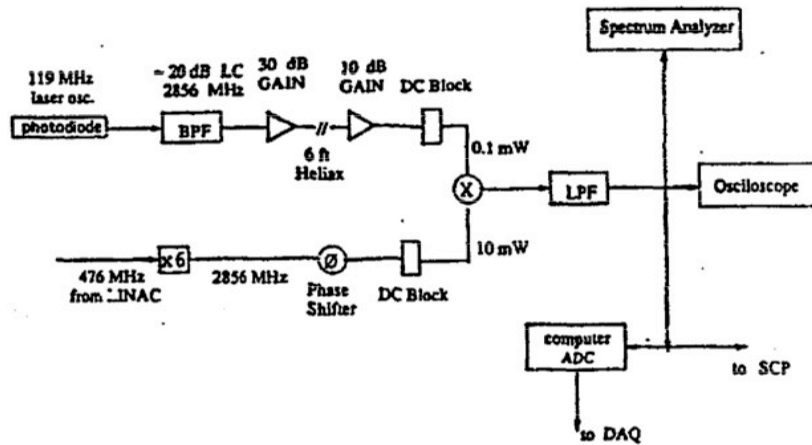 Spectrum Analyzer
119 MHz
laser osc.
photodiode
~ 20 dB LC
2856 MHz
BPF
30 dB
GAIN
6 ft
Heliax
10 dB
GAIN
DC Block
0.1 mW
X
LPF
Osciloscope
10 mW
476 MHz
from LINAC
x 6
2856 MHz
Ø
Phase
Shifter
DC Block
computer
ADC
to SCP
to DAQ